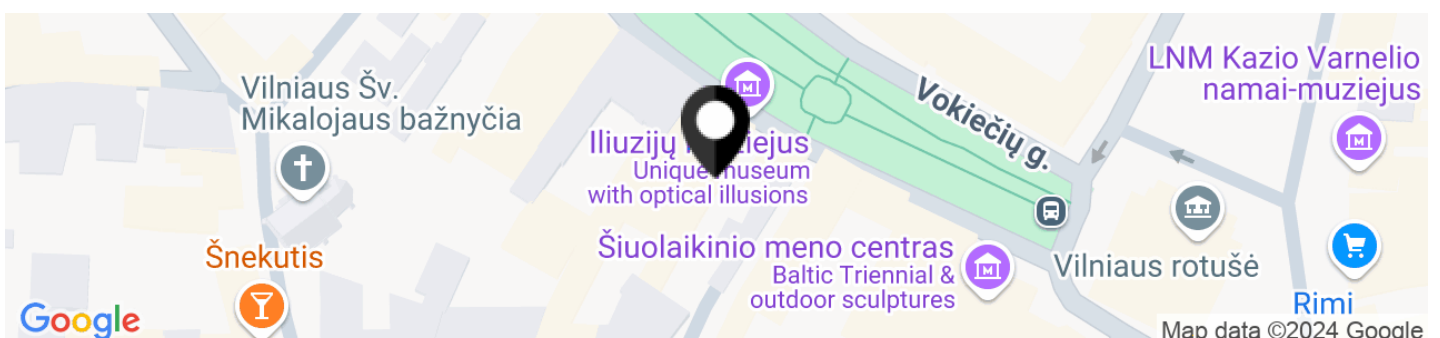 Vilniaus Šv.
Mikalojaus bažnyčia
Šnekutis
Google
Iliuzijų
Unique museum
with optical illusions
Šiuolaikinio meno centras
Baltic Triennial &
outdoor sculptures
Vokiečių g.
LNM Kazio Varnelio
namai-muziejus
Vilniaus rotušė
Rimi
Map data ©2024 Google